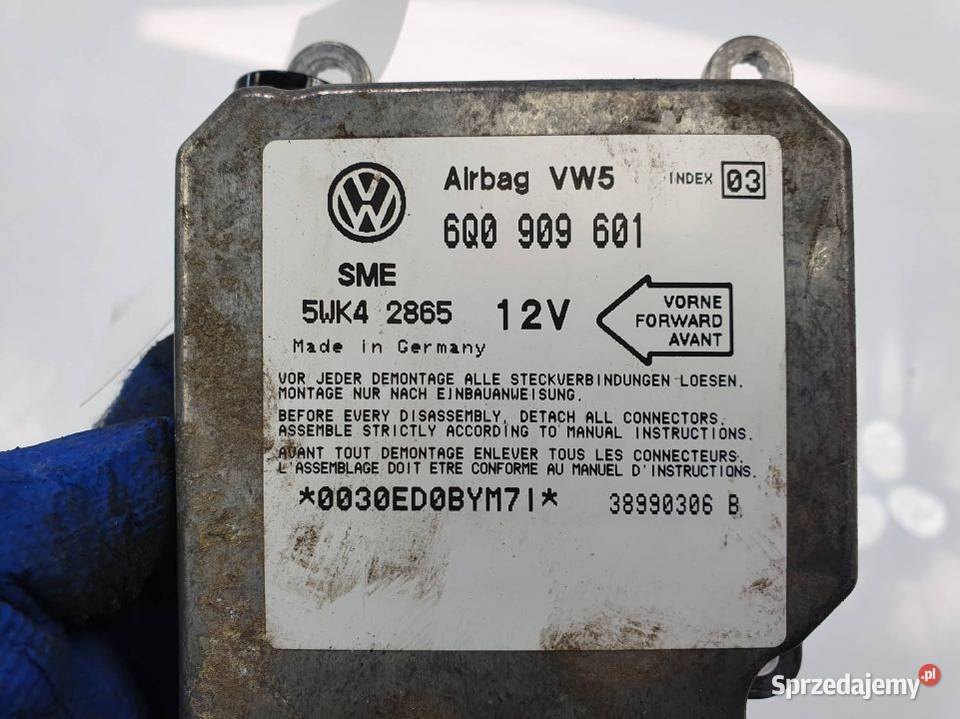 Airbag VW5 INDEX 03
6Q0 909 601
SME
5WK4 2865 12V
VORNE
FORWARD
AVANT
Made in Germany
VOR JEDER DEMONTAGE ALLE STECKVERBINDUNGEN LOESEN.
MONTAGE NUR NACH EINBAUANWEISUNG.
BEFORE EVERY DISASSEMBLY, DETACH ALL CONNECTORS.
ASSEMBLE STRICTLY ACCORDING TO MANUAL INSTRUCTIONS.
AVANT TOUT DEMONTAGE ENLEVER TOUS LES CONNECTEURS.
L'ASSEMBLAGE DOIT ETRE CONFORME AU MANUEL D'INSTRUCTIONS.
*0030ED0BYM7I* 38990306 B
Sprzedajemy.pl